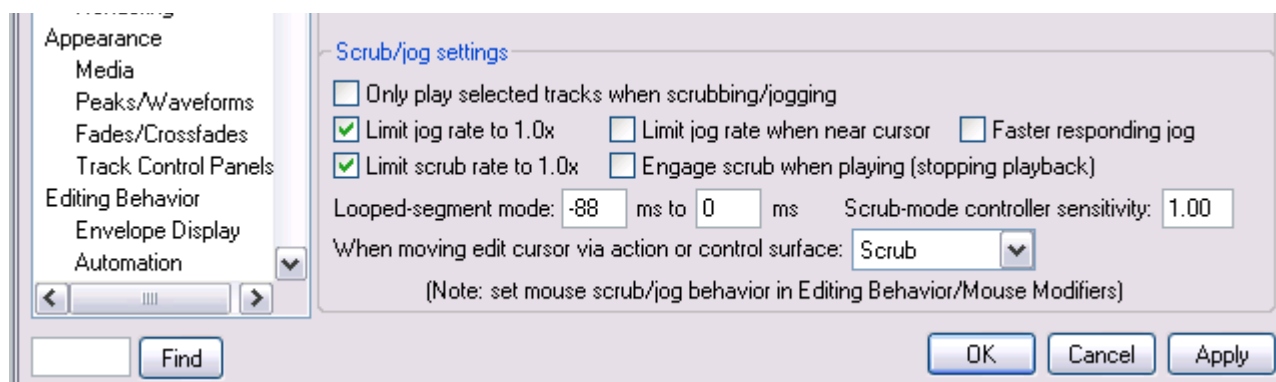 Appearance
Media
Peaks/Waveforms
Fades/Crossfades
Track Control Panels
Editing Behavior
Envelope Display
Automation
Find
Scrub/jog settings
Only play selected tracks when scrubbing/jogging
Limit jog rate to 1.0x Limit jog rate when near cursor Faster responding jog
Limit scrub rate to 1.0x Engage scrub when playing (stopping playback)
Looped-segment mode: -88 ms to 0 ms Scrub-mode controller sensitivity: 1.00
When moving edit cursor via action or control surface: Scrub
(Note: set mouse scrub/jog behavior in Editing Behavior/Mouse Modifiers)
OK Cancel Apply